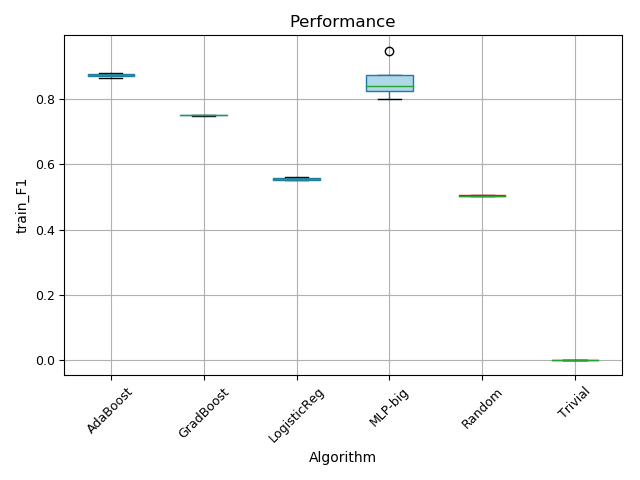 Performance
train_F1
0.8
0.6
0.4
0.2
0.0
AdaBoost
GradBoost
LogisticReg
MLP-big
Random
Trivial
Algorithm